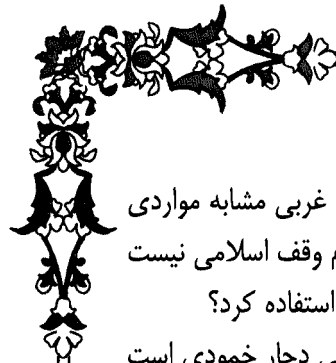 غربی مشابه مواردی
م وقف اسلامی نیست
استفاده کرد؟
دچار خمودی است